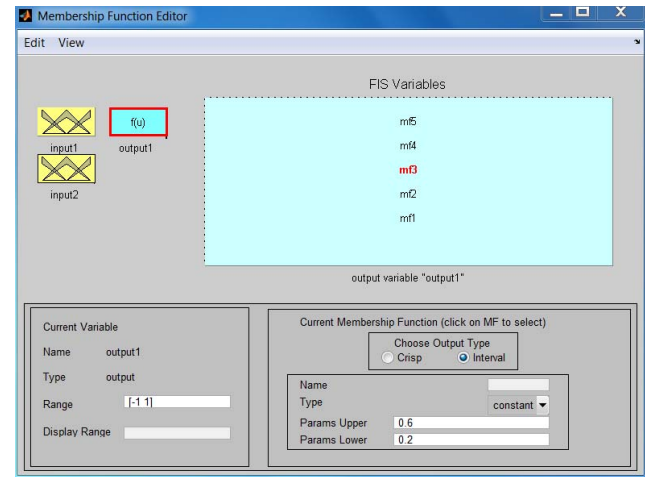 Membership Function Editor
Edit View
FIS Variables
f(u)
input1
output1
input2
mf5
mf4
mf3
mf2
mf1
output variable "output1"
Current Variable
Name output1
Type output
Range [-1 1]
Display Range
Current Membership Function (click on MF to select)
Choose Output Type
Crisp Interval
Name
Type constant
Params Upper 0.6
Params Lower 0.2